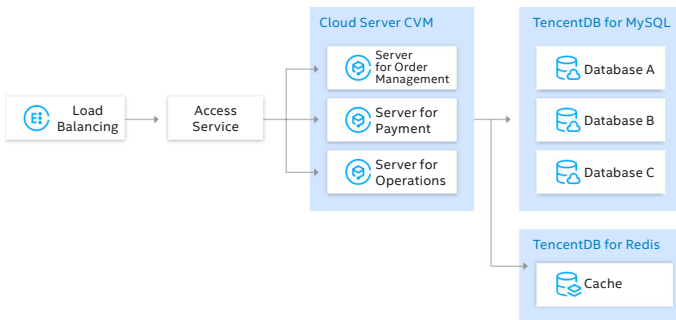 Load
Balancing
Access
Service
Cloud Server CVM
Server
for Order
Management
Server for
Payment
Server for
Operations
TencentDB for MySQL
Database A
Database B
Database C
TencentDB for Redis
Cache